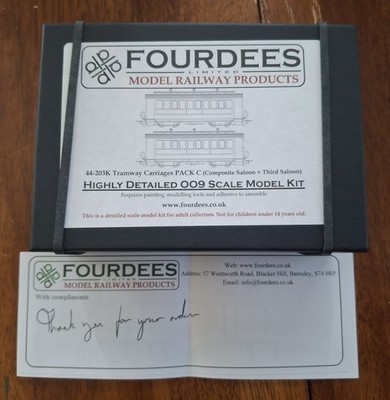 FOURDEES
LIMITED
MODEL RAILWAY PRODUCTS
44-203K Tramway Carriages PACK C (Composite Saloon + Third Saloon)
HIGHLY DETAILED OO9 SCALE MODEL KIT
Requires painting, modelling tools and adhesive to assemble
www.fourdees.co.uk
This is a detailed scale model kit for adult collectors. Not for children under 14 years old.
FOURDEES
LIMITED
MODEL RAILWAY PRODUCTS
Web: www.fourdees.co.uk
Address: 57 Wentworth Road, Blacker Hill, Barnsley, S74 0RP
Email: info@fourdees.co.uk
With compliments
Thank you for your order